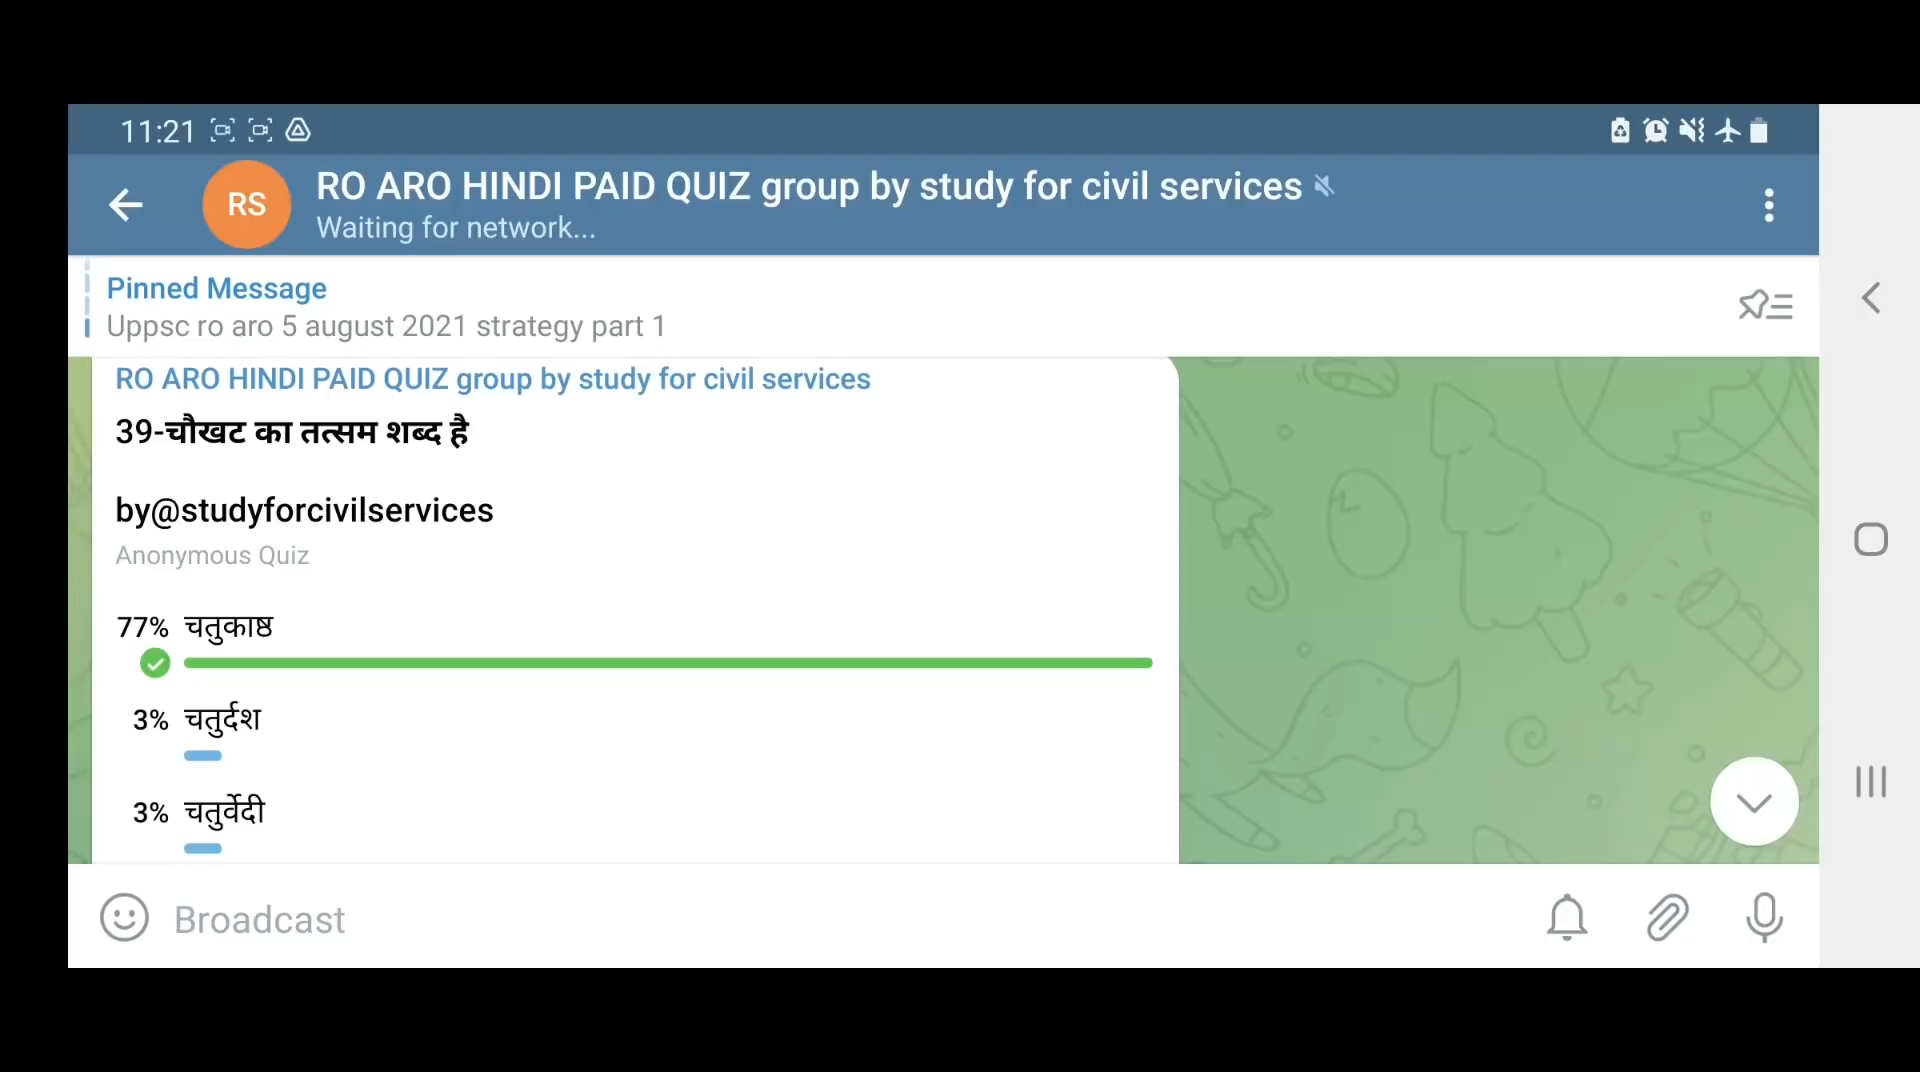 11:21
RO ARO HINDI PAID QUIZ group by study for civil services
RS
Waiting for network...
Pinned Message
Uppsc ro aro 5 august 2021 strategy part 1
RO ARO HINDI PAID QUIZ group by study for civil services
39-चौखट का तत्सम शब्द है
by@studyforcivilservices
Anonymous Quiz
77% चतुकाष्ठ
3% चतुर्दश
3% चतुर्वेदी
Broadcast